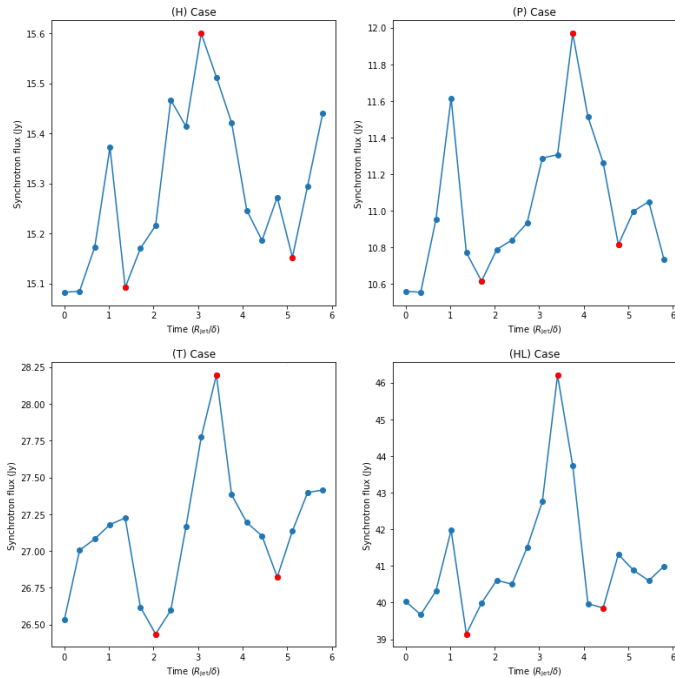 (H) Case
15.6
15.5
15.4
15.3
15.2
15.1
Synchrotron flux (Jy)
0 1 2 3 4 5 6
Time (R_jet/δ)
(P) Case
12.0
11.8
11.6
11.4
11.2
11.0
10.8
10.6
Synchrotron flux (Jy)
0 1 2 3 4 5 6
Time (R_jet/δ)
(T) Case
28.25
28.00
27.75
27.50
27.25
27.00
26.75
26.50
Synchrotron flux (Jy)
0 1 2 3 4 5 6
Time (R_jet/δ)
(HL) Case
46
45
44
43
42
41
40
39
Synchrotron flux (Jy)
0 1 2 3 4 5 6
Time (R_jet/δ)